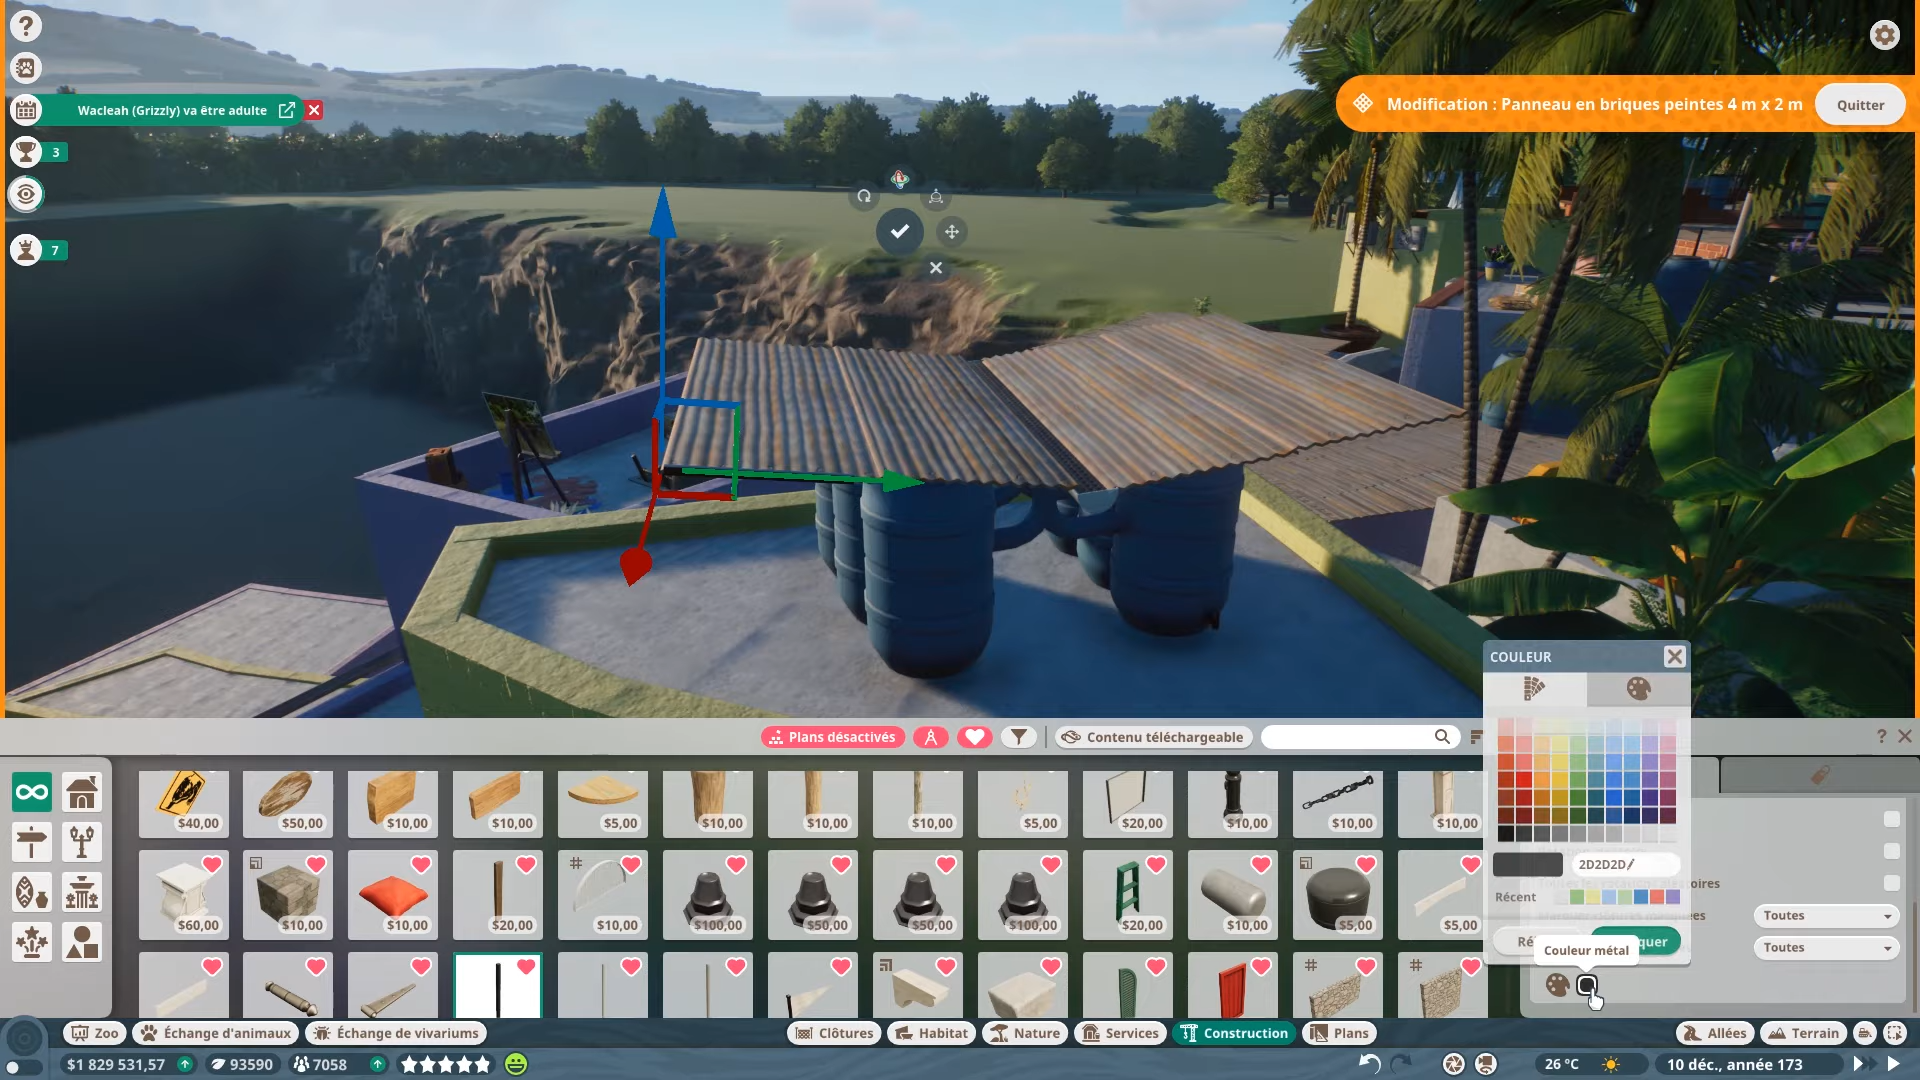 Wacleah (Grizzly) va être adulte
3
7
Modification : Panneau en briques peintes 4 m x 2 m
Quitter
COULEUR
2D2D2D
Récent
Couleur métal
Toutes
Toutes
Plans désactivés
Contenu téléchargeable
$40,00
$50,00
$10,00
$10,00
$5,00
$10,00
$10,00
$10,00
$5,00
$20,00
$10,00
$10,00
$10,00
$60,00
$10,00
$10,00
$20,00
$10,00
$100,00
$50,00
$50,00
$100,00
$20,00
$10,00
$5,00
$5,00
Zoo
Échange d'animaux
Échange de vivariums
Clôtures
Habitat
Nature
Services
Construction
Plans
Allées
Terrain
$1 829 531,57
93590
7058
26 °C
10 déc., année 173